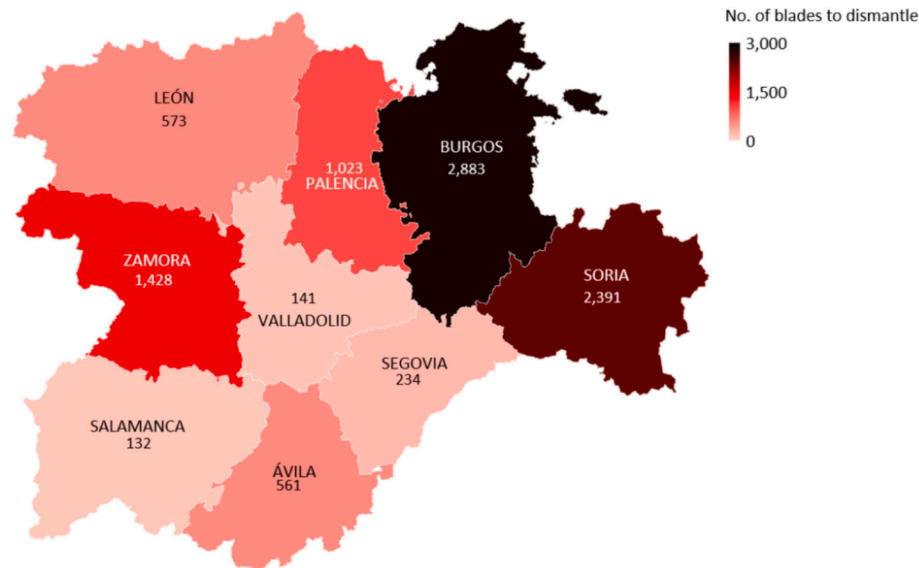 No. of blades to dismantle
3,000
1,500
0
LEÓN
573
1,023
PALENCIA
BURGOS
2,883
ZAMORA
1,428
141
VALLADOLID
SORIA
2,391
SEGOVIA
234
SALAMANCA
132
ÁVILA
561